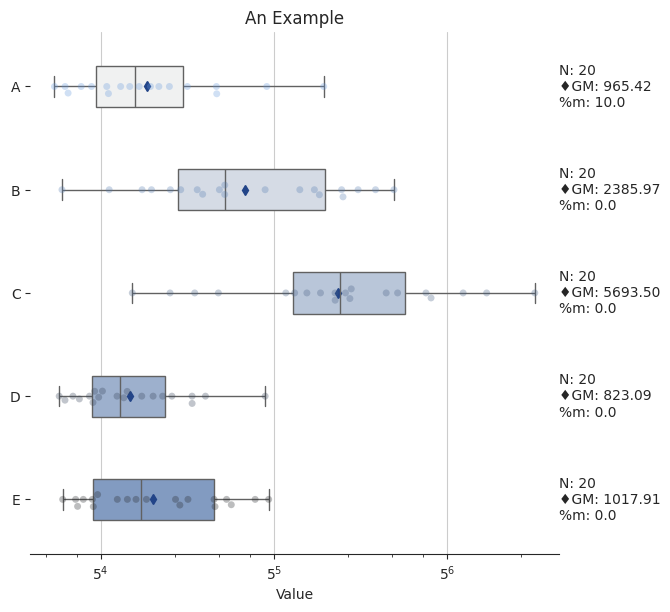 An Example
A
N: 20
♦GM: 965.42
%m: 10.0
B
N: 20
♦GM: 2385.97
%m: 0.0
C
N: 20
♦GM: 5693.50
%m: 0.0
D
N: 20
♦GM: 823.09
%m: 0.0
E
N: 20
♦GM: 1017.91
%m: 0.0
5⁴ 5⁵ 5⁶
Value